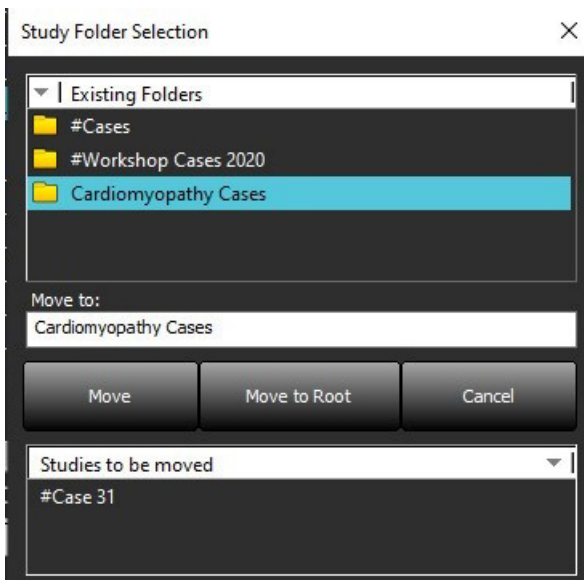 Study Folder Selection
Existing Folders
#Cases
#Workshop Cases 2020
Cardiomyopathy Cases
Move to:
Cardiomyopathy Cases
Move Move to Root Cancel
Studies to be moved
#Case 31